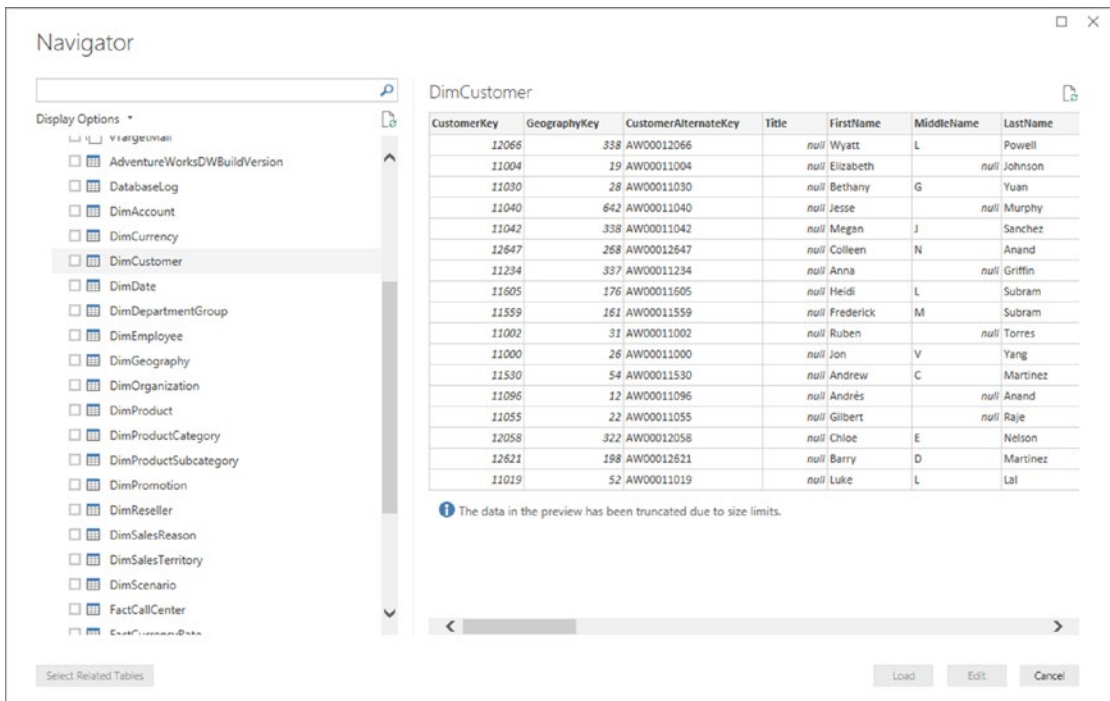 Navigator
Display Options
vTargetMail
AdventureWorksDWBuildVersion
DatabaseLog
DimAccount
DimCurrency
DimCustomer
DimDate
DimDepartmentGroup
DimEmployee
DimGeography
DimOrganization
DimProduct
DimProductCategory
DimProductSubcategory
DimPromotion
DimReseller
DimSalesReason
DimSalesTerritory
DimScenario
FactCallCenter
FactCurrencyRate
Select Related Tables
DimCustomer
CustomerKey GeographyKey CustomerAlternateKey Title FirstName MiddleName LastName
12066 338 AW00012066 null Wyatt L Powell
11004 19 AW00011004 null Elizabeth null Johnson
11030 28 AW00011030 null Bethany G Yuan
11040 642 AW00011040 null Jesse null Murphy
11042 338 AW00011042 null Megan J Sanchez
12647 268 AW00012647 null Colleen N Anand
11234 337 AW00011234 null Anna null Griffin
11605 176 AW00011605 null Heidi L Subram
11559 161 AW00011559 null Frederick M Subram
11002 31 AW00011002 null Ruben null Torres
11000 26 AW00011000 null Jon V Yang
11530 54 AW00011530 null Andrew C Martinez
11096 12 AW00011096 null Andrés null Anand
11055 22 AW00011055 null Gilbert null Raje
12058 322 AW00012058 null Chloe E Nelson
12621 198 AW00012621 null Barry D Martinez
11019 52 AW00011019 null Luke L Lal
The data in the preview has been truncated due to size limits.
Load Edit Cancel